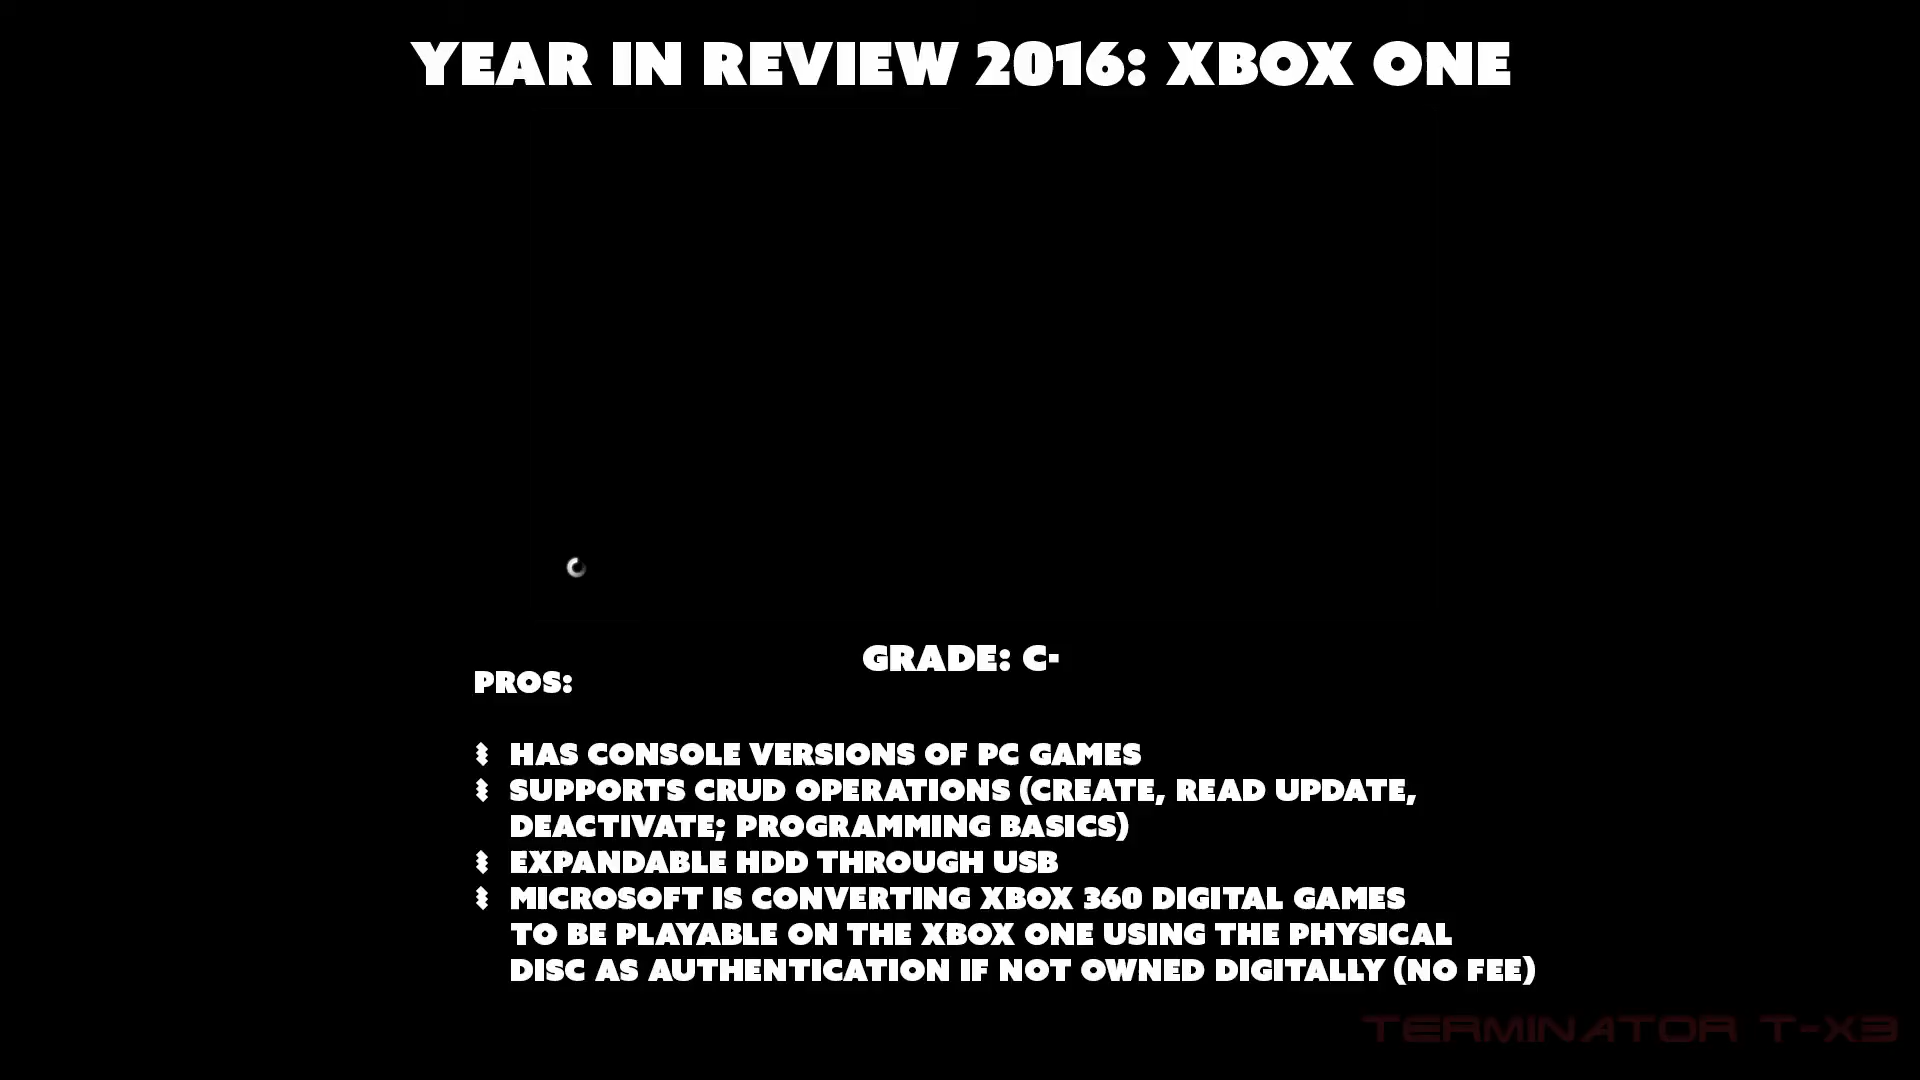 YEAR IN REVIEW 2016: XBOX ONE
GRADE: C-
PROS:
HAS CONSOLE VERSIONS OF PC GAMES
SUPPORTS CRUD OPERATIONS (CREATE, READ UPDATE,
DEACTIVATE; PROGRAMMING BASICS)
EXPANDABLE HDD THROUGH USB
MICROSOFT IS CONVERTING XBOX 360 DIGITAL GAMES
TO BE PLAYABLE ON THE XBOX ONE USING THE PHYSICAL
DISC AS AUTHENTICATION IF NOT OWNED DIGITALLY (NO FEE)
TERMINATOR T-X3